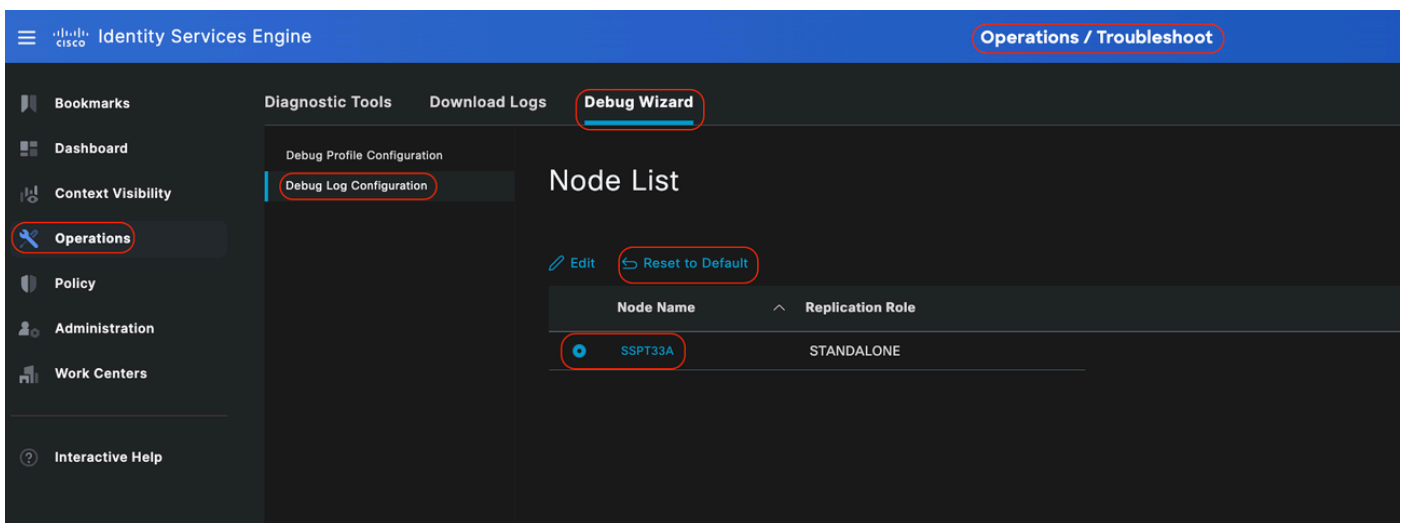 cisco Identity Services Engine
Operations / Troubleshoot
Bookmarks
Dashboard
Context Visibility
Operations
Policy
Administration
Work Centers
Interactive Help
Diagnostic Tools
Download Logs
Debug Wizard
Debug Profile Configuration
Debug Log Configuration
Node List
Edit
Reset to Default
Node Name
Replication Role
SSPT33A
STANDALONE